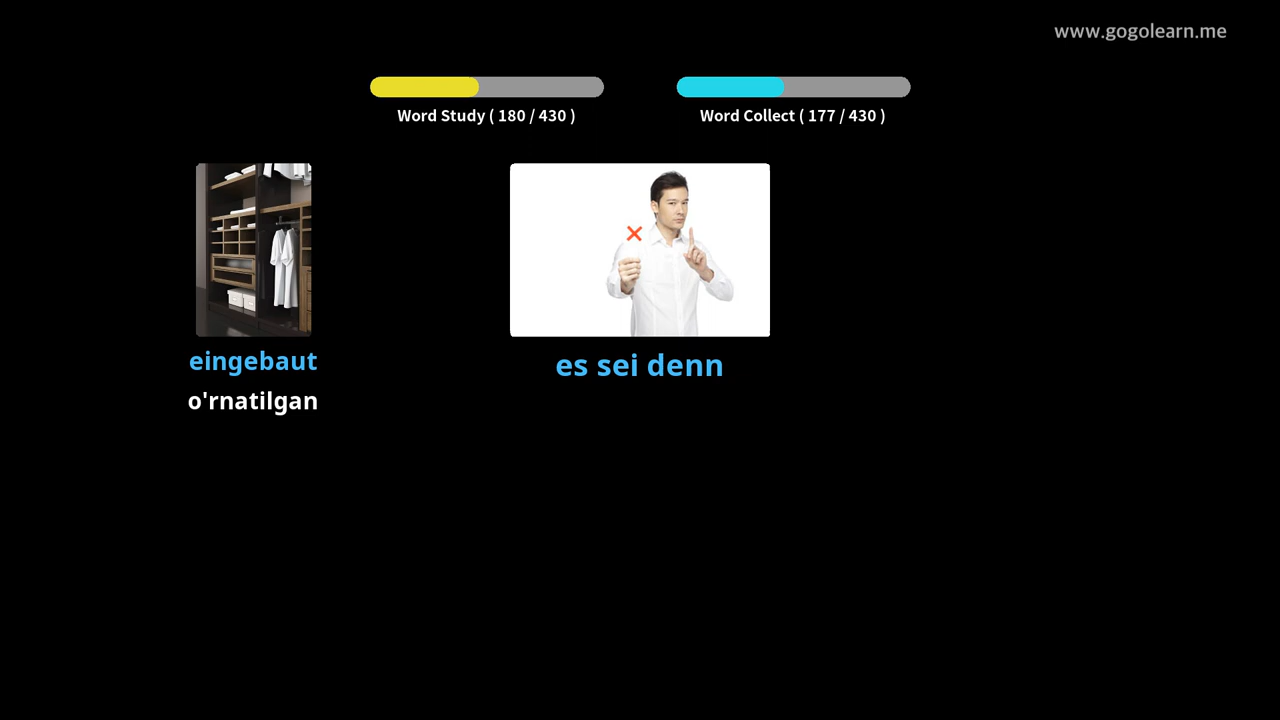 www.gogolearn.me
Word Study ( 180 / 430 )
Word Collect ( 177 / 430 )
eingebaut
o'rnatilgan
es sei denn